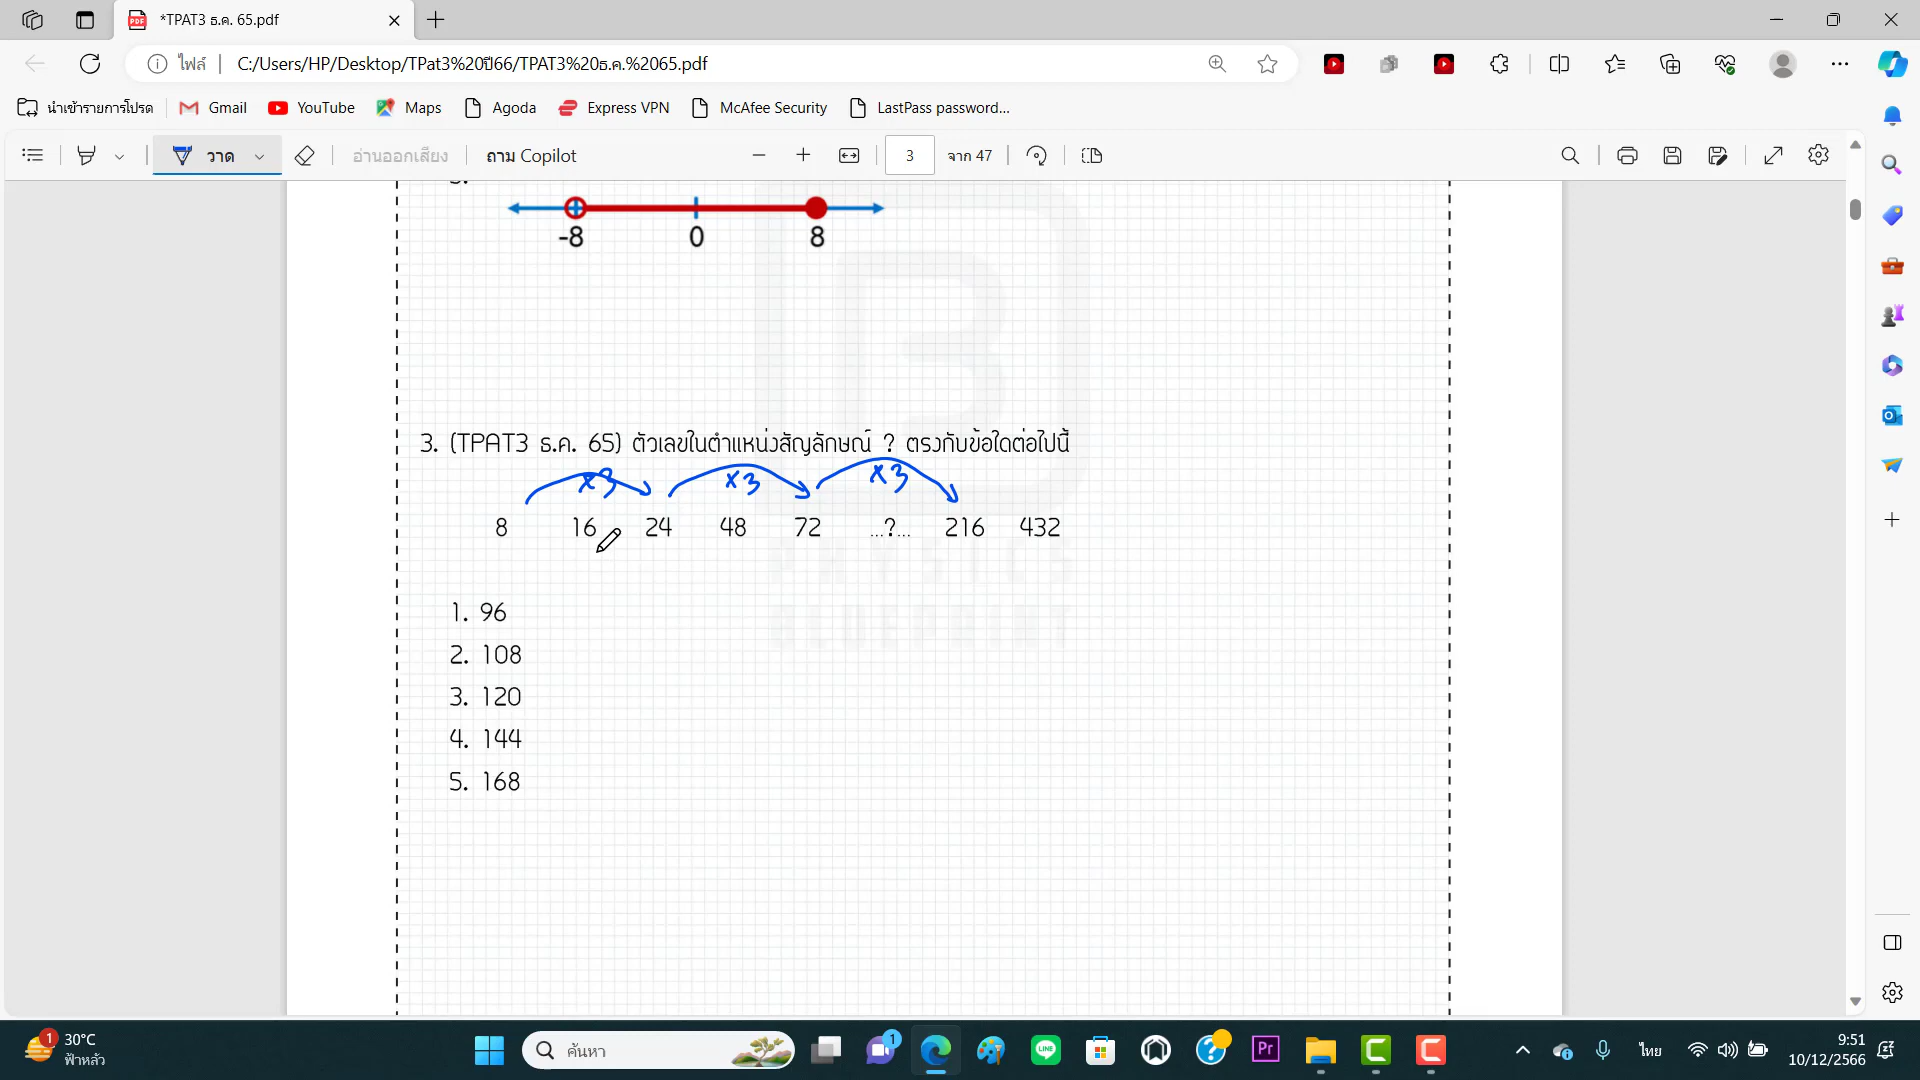 *TPAT3 ธ.ค. 65.pdf
ไฟล์ C:/Users/HP/Desktop/TPat3%20ปี66/TPAT3%20ธ.ค.%2065.pdf
นำเข้ารายการโปรด Gmail YouTube Maps Agoda Express VPN McAfee Security LastPass password...
วาด อ่านออกเสียง ถาม Copilot 3 จาก 47
-8 0 8
3. (TPAT3 ธ.ค. 65) ตัวเลขในตำแหน่งสัญลักษณ์ ? ตรงกับข้อใดต่อไปนี้
x3 x3 x3
8 16 24 48 72 ...?... 216 432
PHYSICS
BLUEPRINT
1. 96
2. 108
3. 120
4. 144
5. 168
1 30°C
ฟ้าหลัว
ค้นหา
1
Pr
ไทย
9:51
10/12/2566